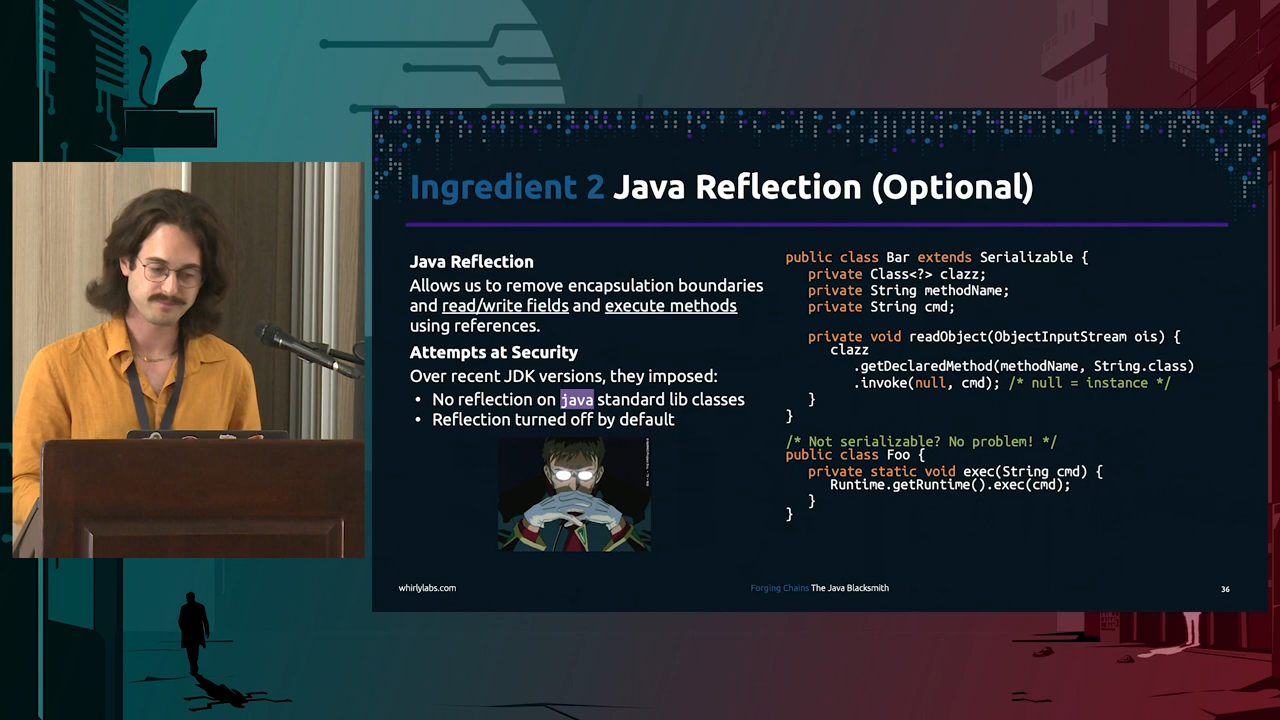 Ingredient 2 Java Reflection (Optional)
Java Reflection
Allows us to remove encapsulation boundaries
and read/write fields and execute methods
using references.
Attempts at Security
Over recent JDK versions, they imposed:
• No reflection on java standard lib classes
• Reflection turned off by default
public class Bar extends Serializable {
private Class<?> clazz;
private String methodName;
private String cmd;
private void readObject(ObjectInputStream ois) {
clazz
.getDeclaredMethod(methodName, String.class)
.invoke(null, cmd); /* null = instance */
}
}
/* Not serializable? No problem! */
public class Foo {
private static void exec(String cmd) {
Runtime.getRuntime().exec(cmd);
}
}
whirlylabs.com
Forging Chains The Java Blacksmith
36